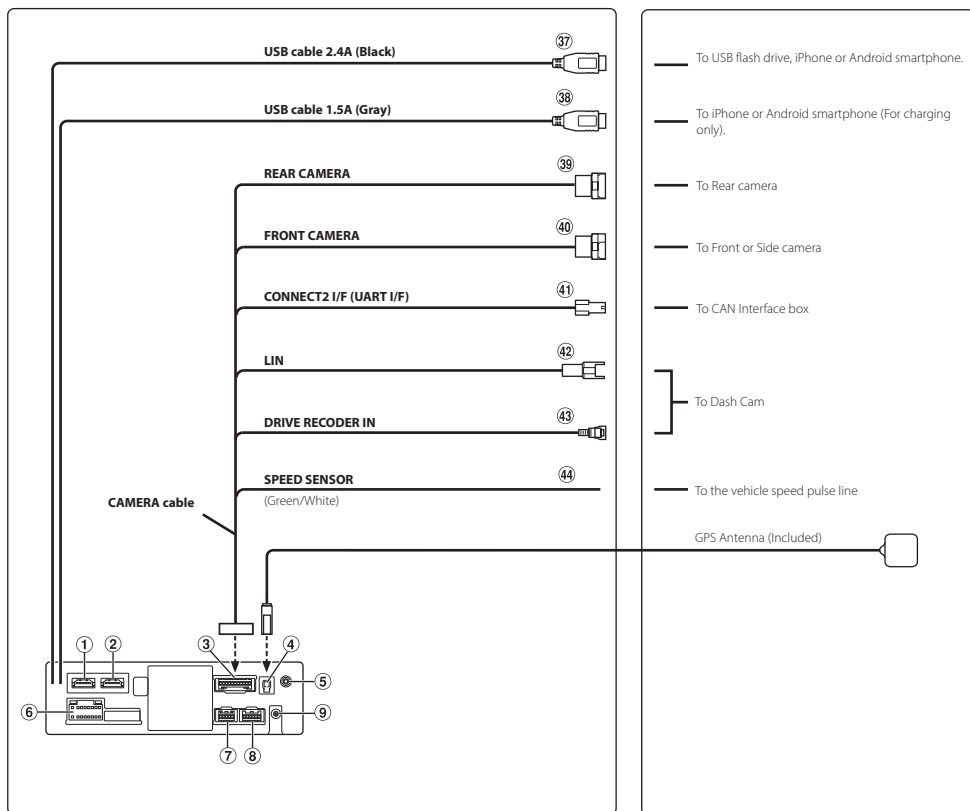 USB cable 2.4A (Black)
37
To USB flash drive, iPhone or Android smartphone.
USB cable 1.5A (Gray)
38
To iPhone or Android smartphone (For charging
only).
REAR CAMERA
39
To Rear camera
FRONT CAMERA
40
To Front or Side camera
CONNECT2 I/F (UART I/F)
41
To CAN Interface box
LIN
42
DRIVE RECODER IN
43
To Dash Cam
SPEED SENSOR
(Green/White)
44
To the vehicle speed pulse line
CAMERA cable
GPS Antenna (Included)
1
2
3
4
5
6
7
8
9